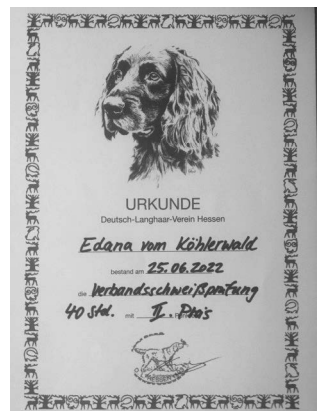 URKUNDE
Deutsch-Langhaar-Verein Hessen
Edana vom Köhlerwald
bestand am 25.06.2022
die Verbandsschweißprüfung
40 Std. mit II. Preis